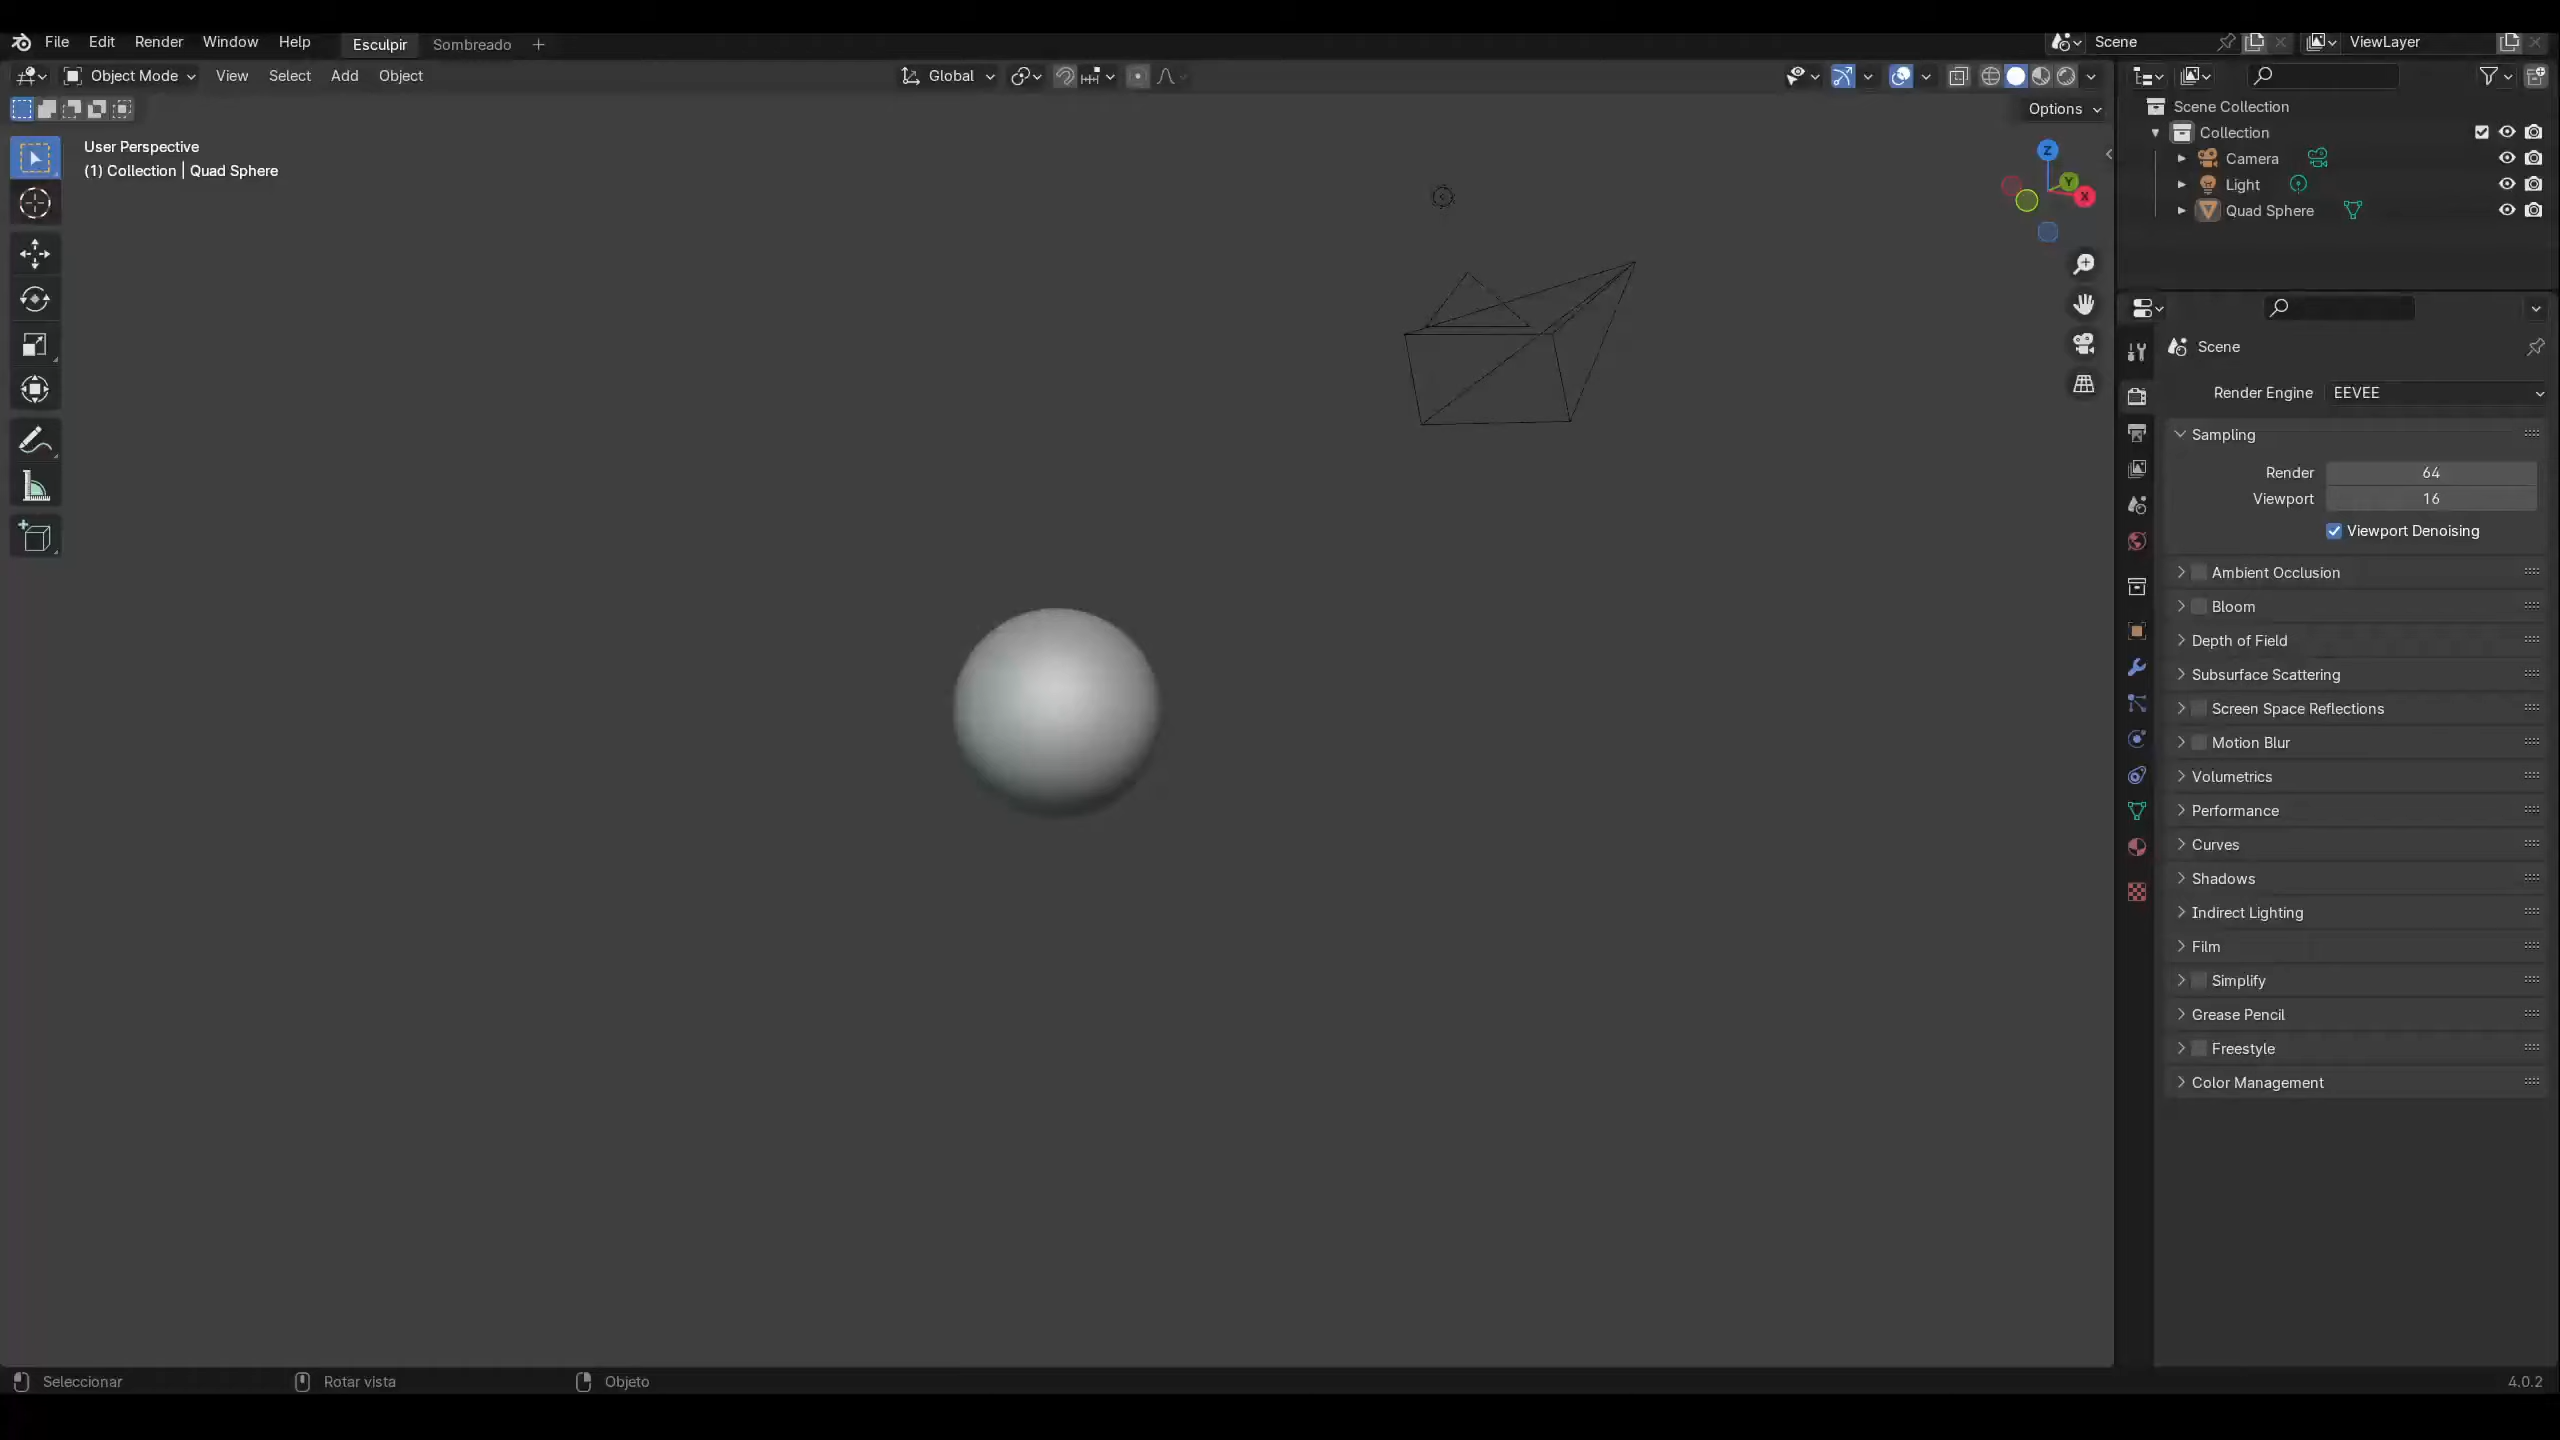 File Edit Render Window Help Esculpir Sombreado + Scene ViewLayer
Object Mode View Select Add Object Global
Options
User Perspective
(1) Collection | Quad Sphere
Z
Y
X
Scene Collection
Collection
Camera
Light
Quad Sphere
Scene
Render Engine EEVEE
Sampling
Render 64
Viewport 16
Viewport Denoising
Ambient Occlusion
Bloom
Depth of Field
Subsurface Scattering
Screen Space Reflections
Motion Blur
Volumetrics
Performance
Curves
Shadows
Indirect Lighting
Film
Simplify
Grease Pencil
Freestyle
Color Management
Seleccionar Rotar vista Objeto 4.0.2